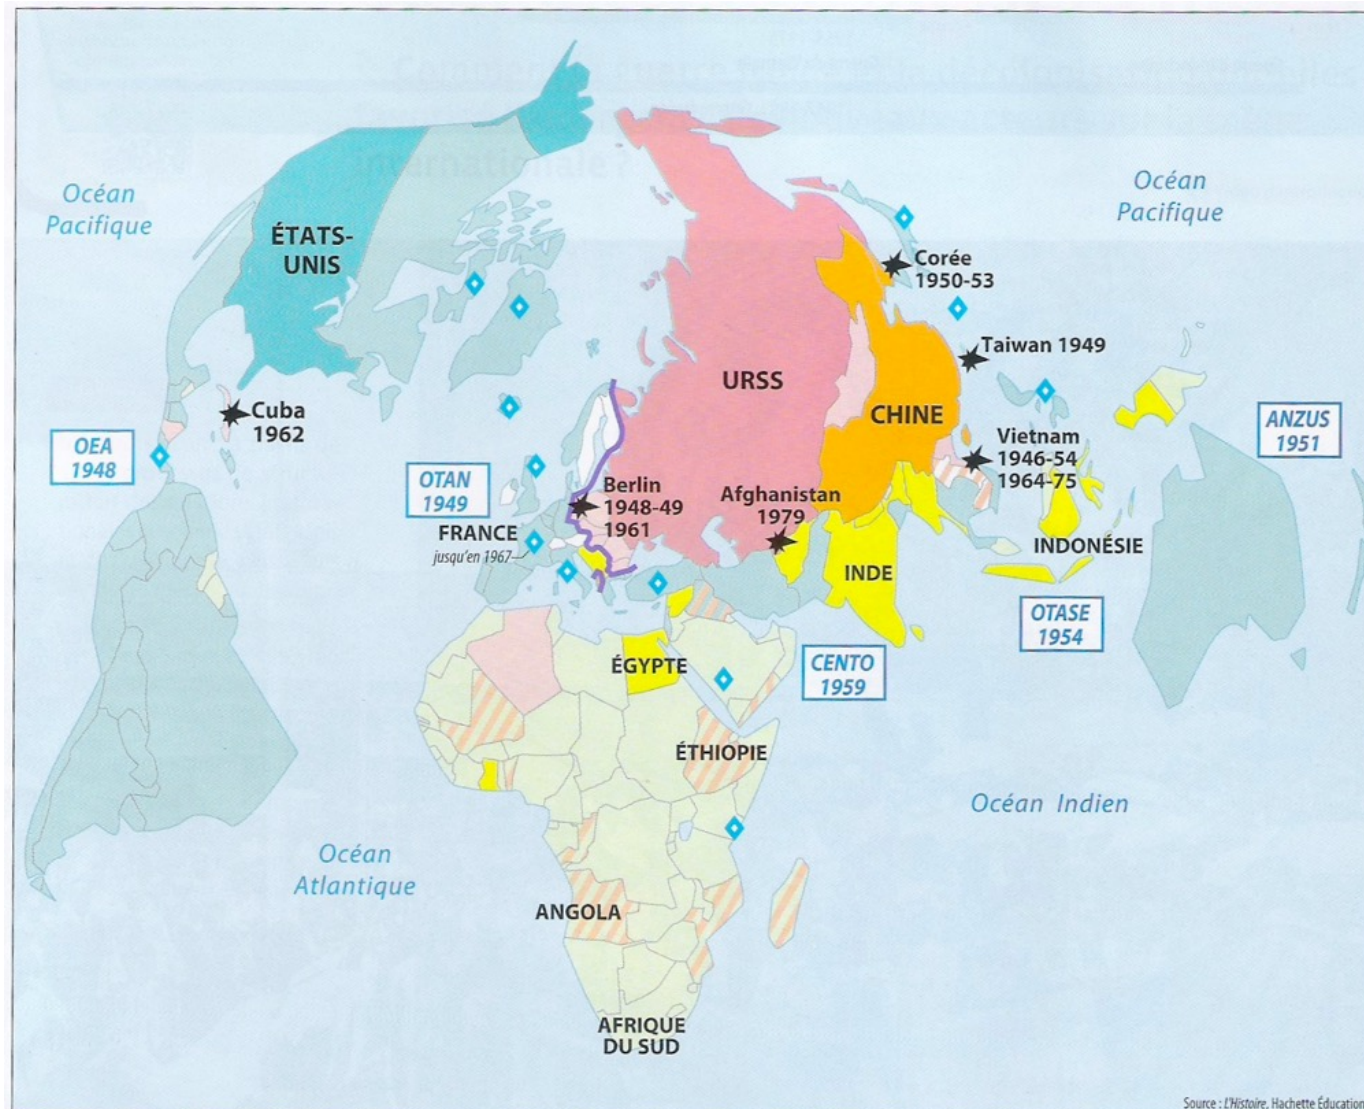 Océan
Pacifique
ÉTATS-
UNIS
Océan
Pacifique
Corée
1950-53
Taiwan 1949
URSS
CHINE
Cuba
1962
OEA
1948
ANZUS
1951
Vietnam
1946-54
1964-75
OTAN
1949
Berlin
1948-49
1961
Afghanistan
1979
FRANCE
jusqu'en 1967
INDE
INDONÉSIE
OTASE
1954
ÉGYPTE
CENTO
1959
ÉTHIOPIE
Océan Indien
Océan
Atlantique
ANGOLA
AFRIQUE
DU SUD
Source : L'Histoire, Hachette Éducation
internationale ?